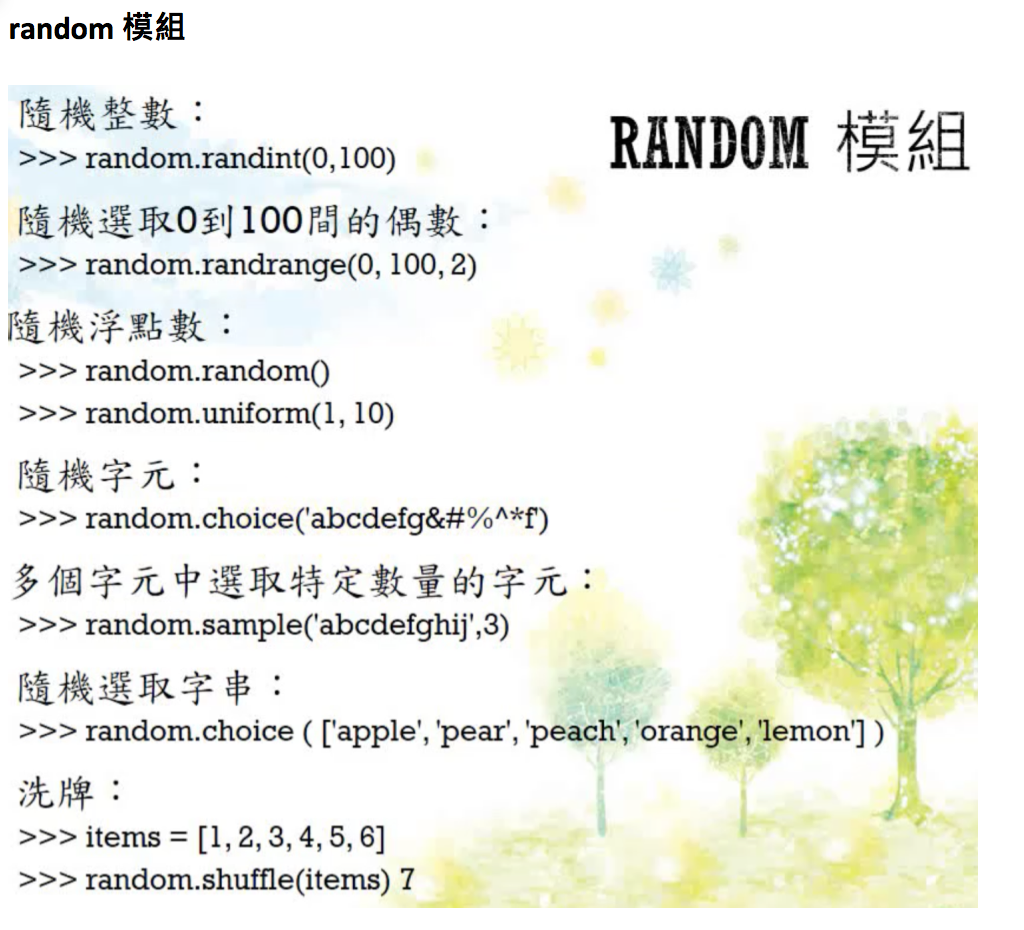 random 模組
RANDOM 模組
隨機整數：
>>> random.randint(0,100)
隨機選取0到100間的偶數：
>>> random.randrange(0, 100, 2)
隨機浮點數：
>>> random.random()
>>> random.uniform(1, 10)
隨機字元：
>>> random.choice('abcdefg&#%^*f')
多個字元中選取特定數量的字元：
>>> random.sample('abcdefghij',3)
隨機選取字串：
>>> random.choice ( ['apple', 'pear', 'peach', 'orange', 'lemon'] )
洗牌：
>>> items = [1, 2, 3, 4, 5, 6]
>>> random.shuffle(items) 7